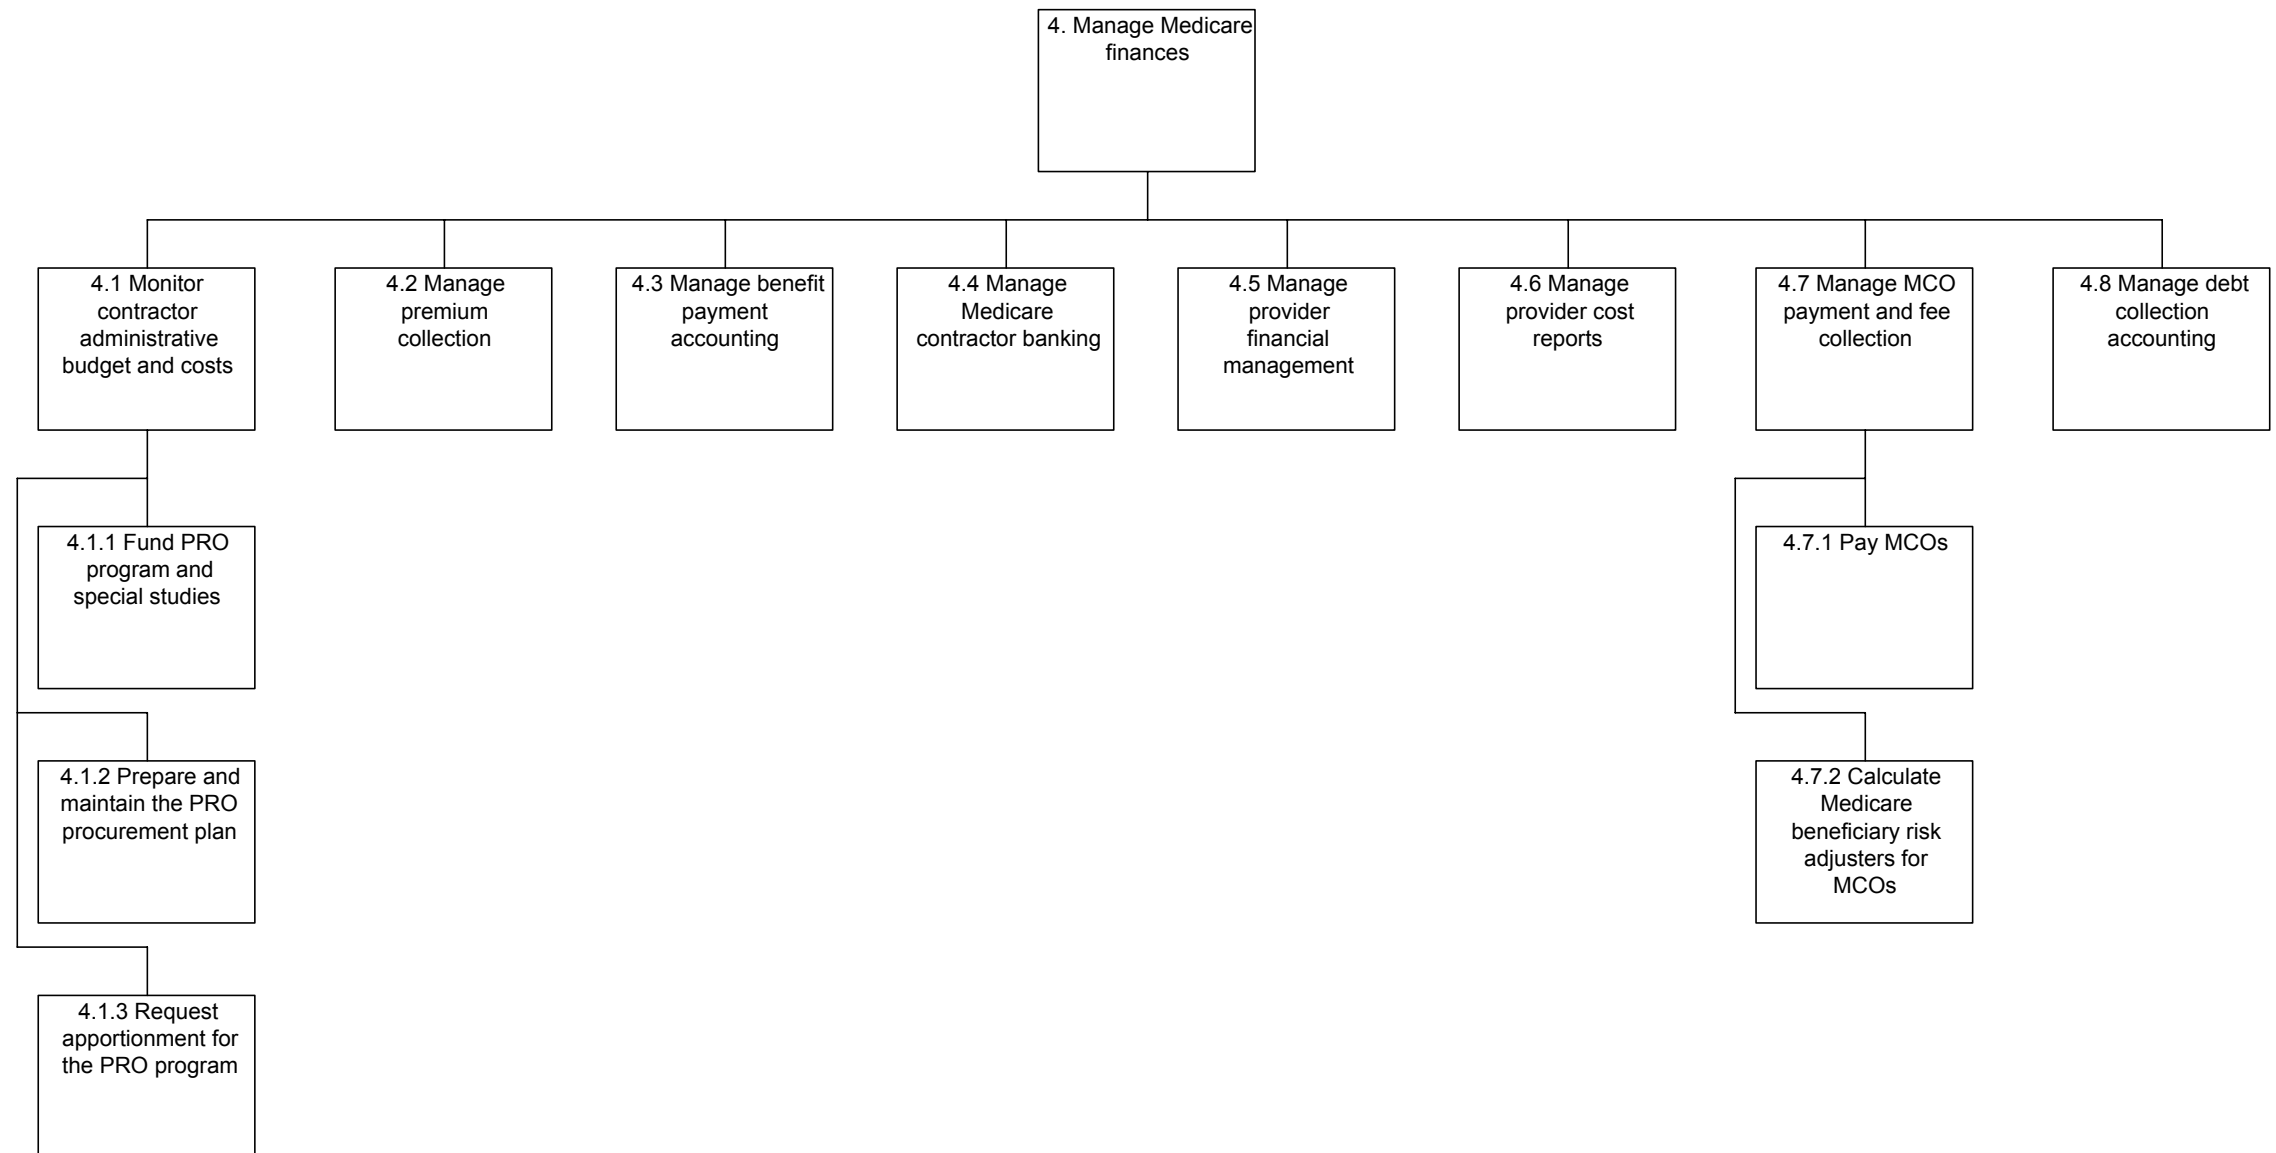 4. Manage Medicare
finances
4.1 Monitor
contractor
administrative
budget and costs
4.2 Manage
premium
collection
4.3 Manage benefit
payment
accounting
4.4 Manage
Medicare
contractor banking
4.5 Manage
provider
financial
management
4.6 Manage
provider cost
reports
4.7 Manage MCO
payment and fee
collection
4.8 Manage debt
collection
accounting
4.1.1 Fund PRO
program and
special studies
4.7.1 Pay MCOs
4.1.2 Prepare and
maintain the PRO
procurement plan
4.7.2 Calculate
Medicare
beneficiary risk
adjusters for
MCOs
4.1.3 Request
apportionment for
the PRO program